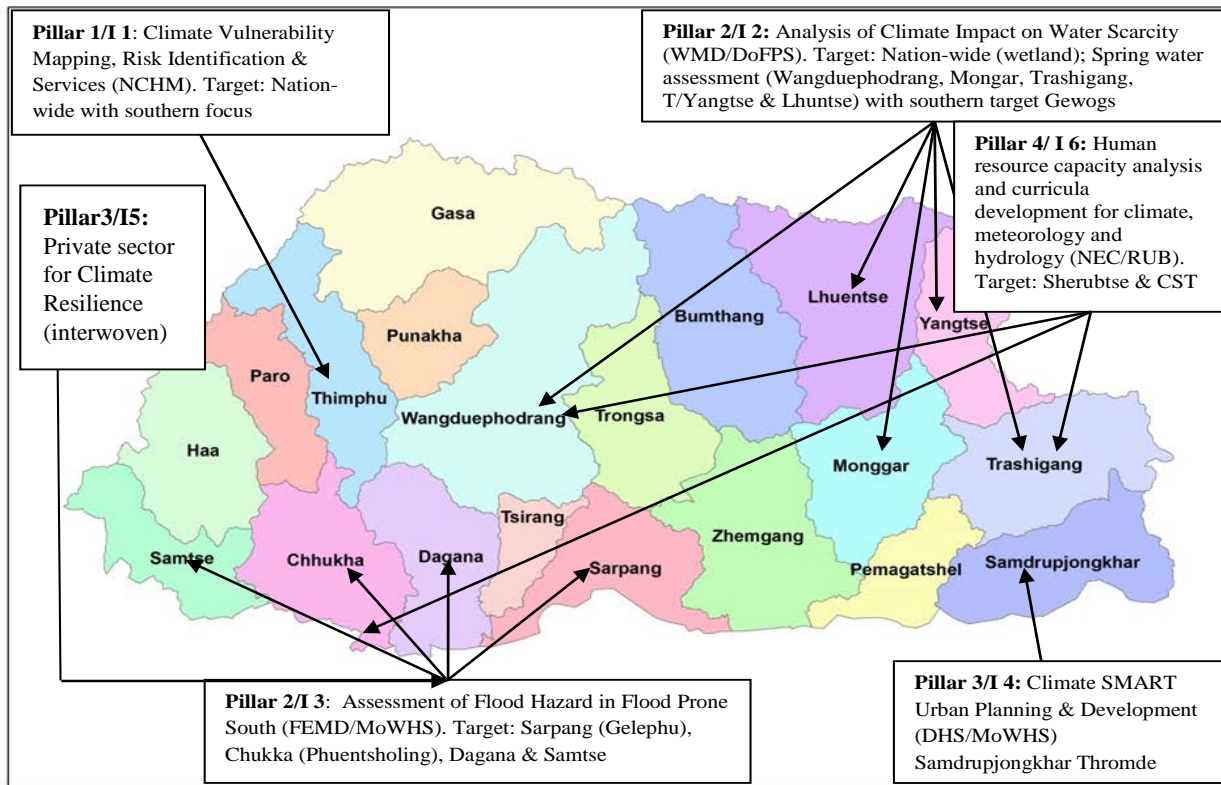 Pillar 1/I 1: Climate Vulnerability
Mapping, Risk Identification &
Services (NCHM). Target: Nation-
wide with southern focus
Pillar 2/I 2: Analysis of Climate Impact on Water Scarcity
(WMD/DoFPS). Target: Nation-wide (wetland); Spring water
assessment (Wangduephodrang, Mongar, Trashigang,
T/Yangtse & Lhuntse) with southern target Gewogs
Pillar 4/ I 6: Human
resource capacity analysis
and curricula
development for climate,
meteorology and
hydrology (NEC/RUB).
Target: Sherubtse & CST
Pillar3/I5:
Private sector
for Climate
Resilience
(interwoven)
Gasa
Lhuentse
Bumthang
Yangtse
Punakha
Paro
Thimphu
Wangduephodrang
Trongsa
Haa
Monggar
Trashigang
Tsirang
Zhemgang
Samtse
Chhukha
Dagana
Sarpang
Pemagatshel
Samdrupjongkhar
Pillar 2/I 3: Assessment of Flood Hazard in Flood Prone
South (FEMD/MoWHS). Target: Sarpang (Gelephu),
Chukka (Phuentsholing), Dagana & Samtse
Pillar 3/I 4: Climate SMART
Urban Planning & Development
(DHS/MoWHS)
Samdrupjongkhar Thromde